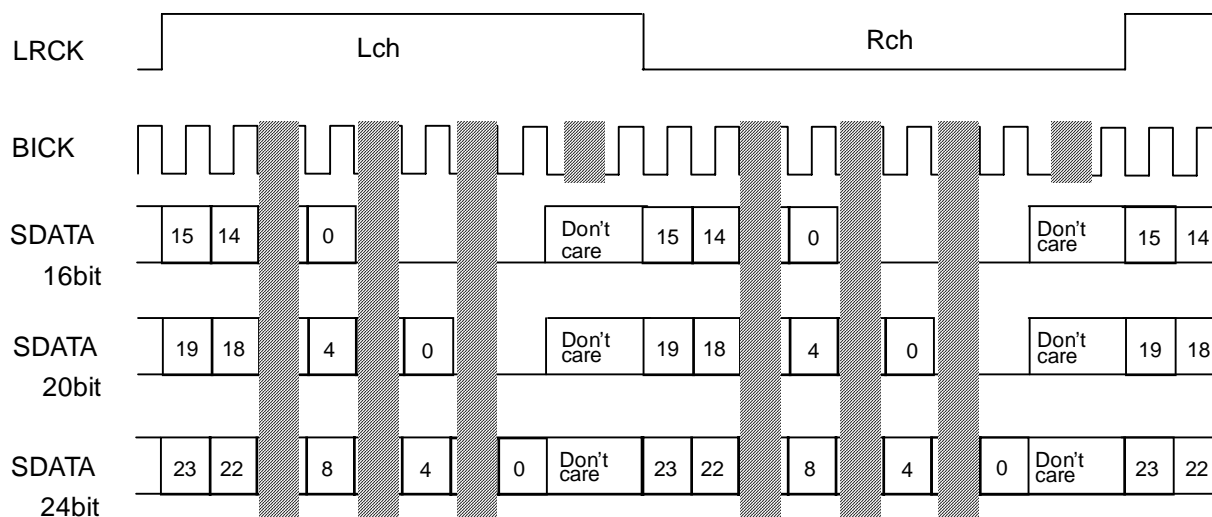 LRCK Lch Rch
BICK
SDATA 15 14 0 Don't care 15 14 0 Don't care 15 14
16bit
SDATA 19 18 4 0 Don't care 19 18 4 0 Don't care 19 18
20bit
SDATA 23 22 8 4 0 Don't care 23 22 8 4 0 Don't care 23 22
24bit